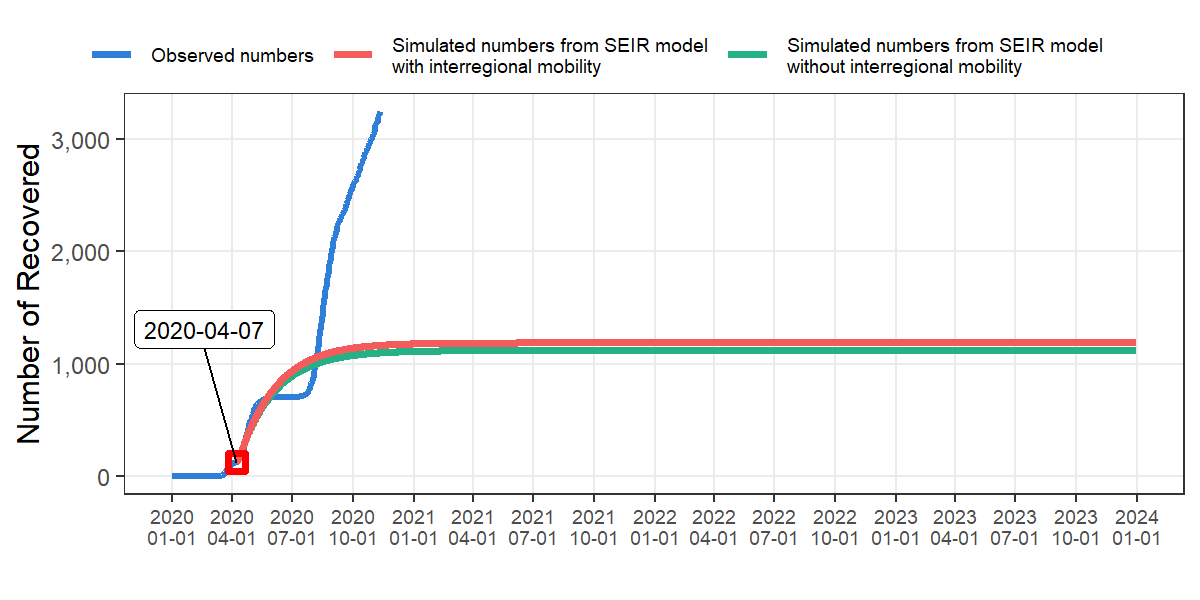 Observed numbers
Simulated numbers from SEIR model
with interregional mobility
Simulated numbers from SEIR model
without interregional mobility
Number of Recovered
3,000
2,000
1,000
0
2020-04-07
2020 2020 2020 2020 2021 2021 2021 2021 2022 2022 2022 2022 2023 2023 2023 2023 2024
01-01 04-01 07-01 10-01 01-01 04-01 07-01 10-01 01-01 04-01 07-01 10-01 01-01 04-01 07-01 10-01 01-01